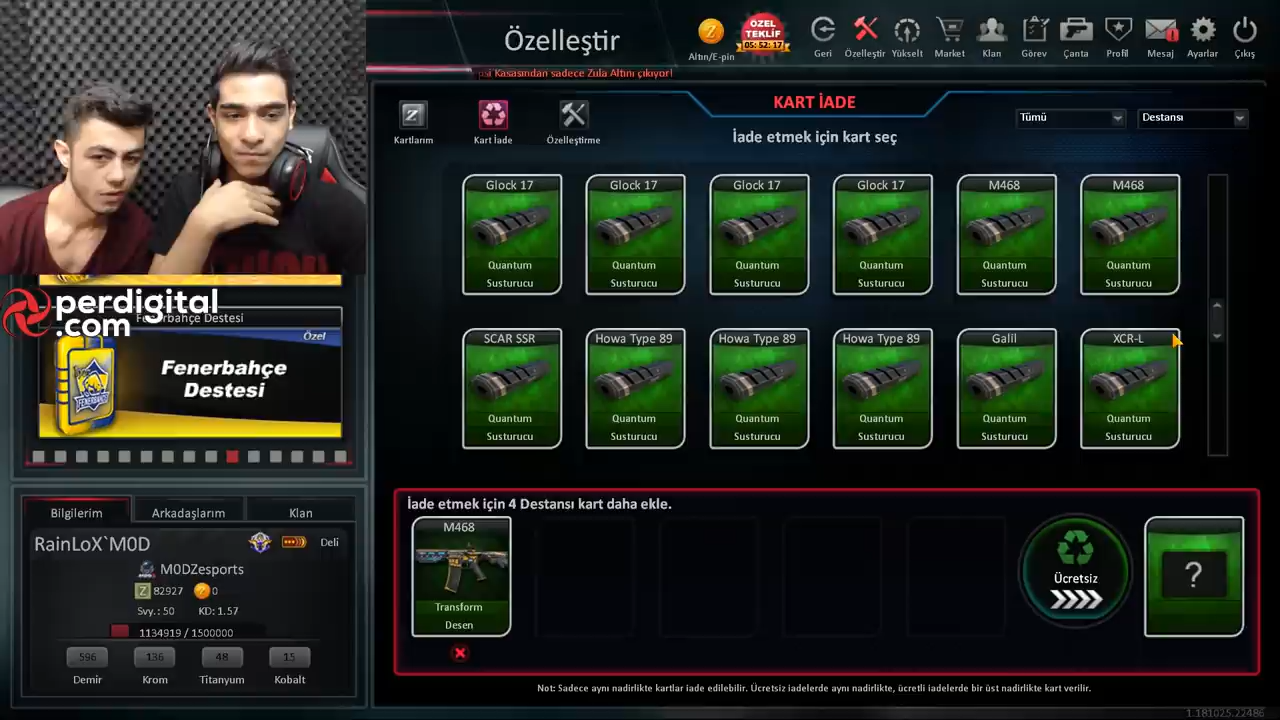 Özelleştir
Altın/E-pin
ÖZEL
TEKLİF
05:52:17
Geri
Özelleştir
Yükselt
Market
Klan
Görev
Çanta
Profil
Mesaj
Ayarlar
Çıkış
Kasasından sadece Zula Altını çıkıyor!
Kartlarım
Kart İade
Özelleştirme
KART İADE
İade etmek için kart seç
Tümü
Destansı
Glock 17
Quantum
Susturucu
Glock 17
Quantum
Susturucu
Glock 17
Quantum
Susturucu
Glock 17
Quantum
Susturucu
M468
Quantum
Susturucu
M468
Quantum
Susturucu
SCAR SSR
Quantum
Susturucu
Howa Type 89
Quantum
Susturucu
Howa Type 89
Quantum
Susturucu
Howa Type 89
Quantum
Susturucu
Galil
Quantum
Susturucu
XCR-L
Quantum
Susturucu
perdigital
.com
Fenerbahçe Destesi
Özel
Fenerbahçe
Destesi
Bilgilerim
Arkadaşlarım
Klan
RainLoX`M0D
Deli
M0DZesports
Z 82927
0
Svy.: 50
KD: 1.57
1134919 / 1500000
596
136
48
15
Demir
Krom
Titanyum
Kobalt
İade etmek için 4 Destansı kart daha ekle.
M468
Transform
Desen
Ücretsiz
?
Not: Sadece aynı nadirlikte kartlar iade edilebilir. Ücretsiz iadelerde aynı nadirlikte, ücretli iadelerde bir üst nadirlikte kart verilir.
1.181025.22486